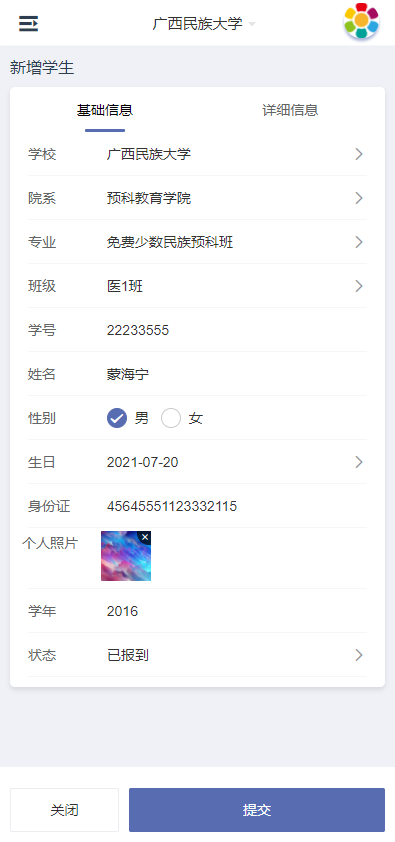 广西民族大学
新增学生
基础信息 详细信息
学校 广西民族大学
院系 预科教育学院
专业 免费少数民族预科班
班级 医1班
学号 22233555
姓名 蒙海宁
性别 男 女
生日 2021-07-20
身份证 45645551123332115
个人照片
学年 2016
状态 已报到
关闭 提交